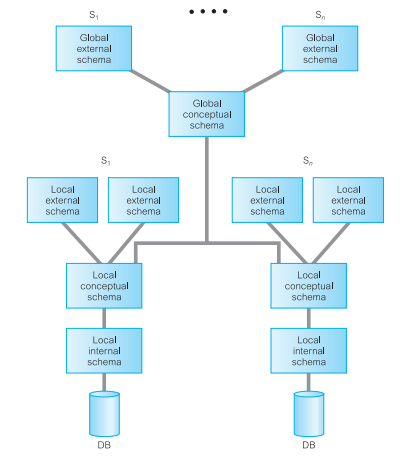 S1
• • • •
Sn
Global
external
schema
Global
external
schema
Global
conceptual
schema
S1
Sn
Local
external
schema
Local
external
schema
Local
external
schema
Local
external
schema
Local
conceptual
schema
Local
conceptual
schema
Local
internal
schema
Local
internal
schema
DB
DB